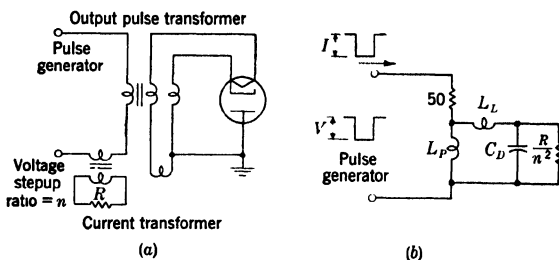 Output pulse transformer
Pulse
generator
Voltage
stepup
ratio = n
R
Current transformer
(a)
I
50
L_L
V
L_P
C_D
R/n²
Pulse
generator
(b)